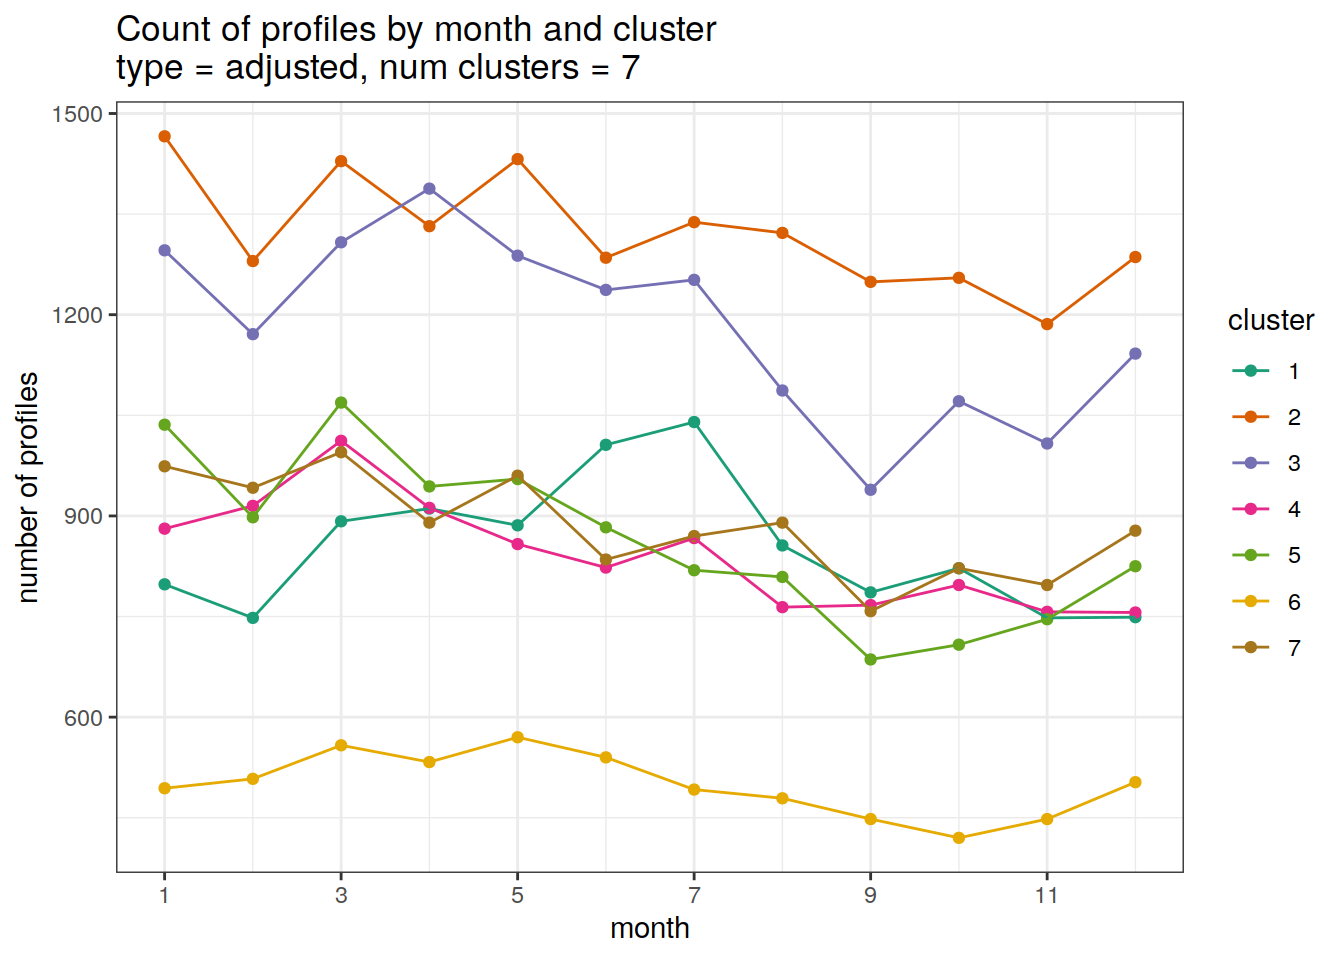 Count of profiles by month and cluster
type = adjusted, num clusters = 7
1500
1200
900
600
number of profiles
1 3 5 7 9 11
month
cluster
1
2
3
4
5
6
7